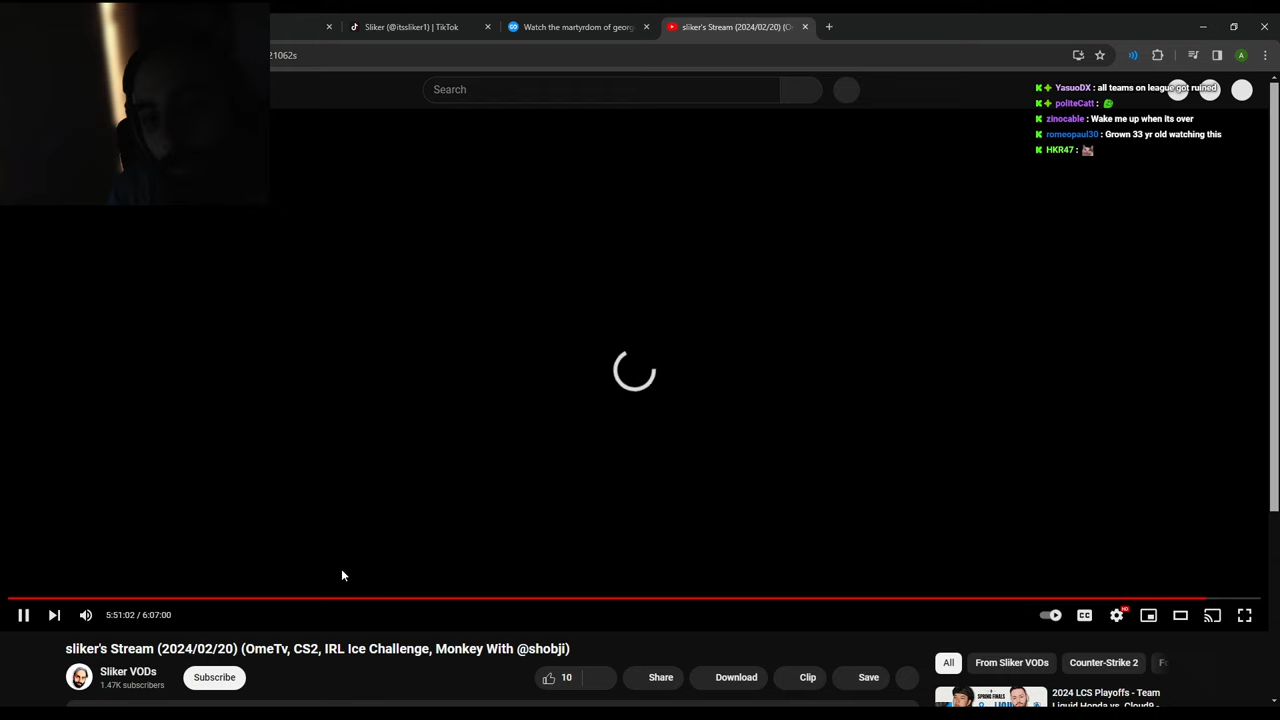 Sliker (@itssliker1) | TikTok
Watch the martyrdom of georg
sliker's Stream (2024/02/20) (O
21062s
A
Search
YasuoDX : all teams on league got ruined
politeCatt :
zinocable : Wake me up when its over
romeopaul30 : Grown 33 yr old watching this
HKR47 :
5:51:02 / 6:07:00
CC
HD
sliker's Stream (2024/02/20) (OmeTv, CS2, IRL Ice Challenge, Monkey With @shobji)
Sliker VODs
1.47K subscribers
Subscribe
10
Share
Download
Clip
Save
All
From Sliker VODs
Counter-Strike 2
2024 LCS Playoffs - Team
Liquid Honda vs. Cloud9 -